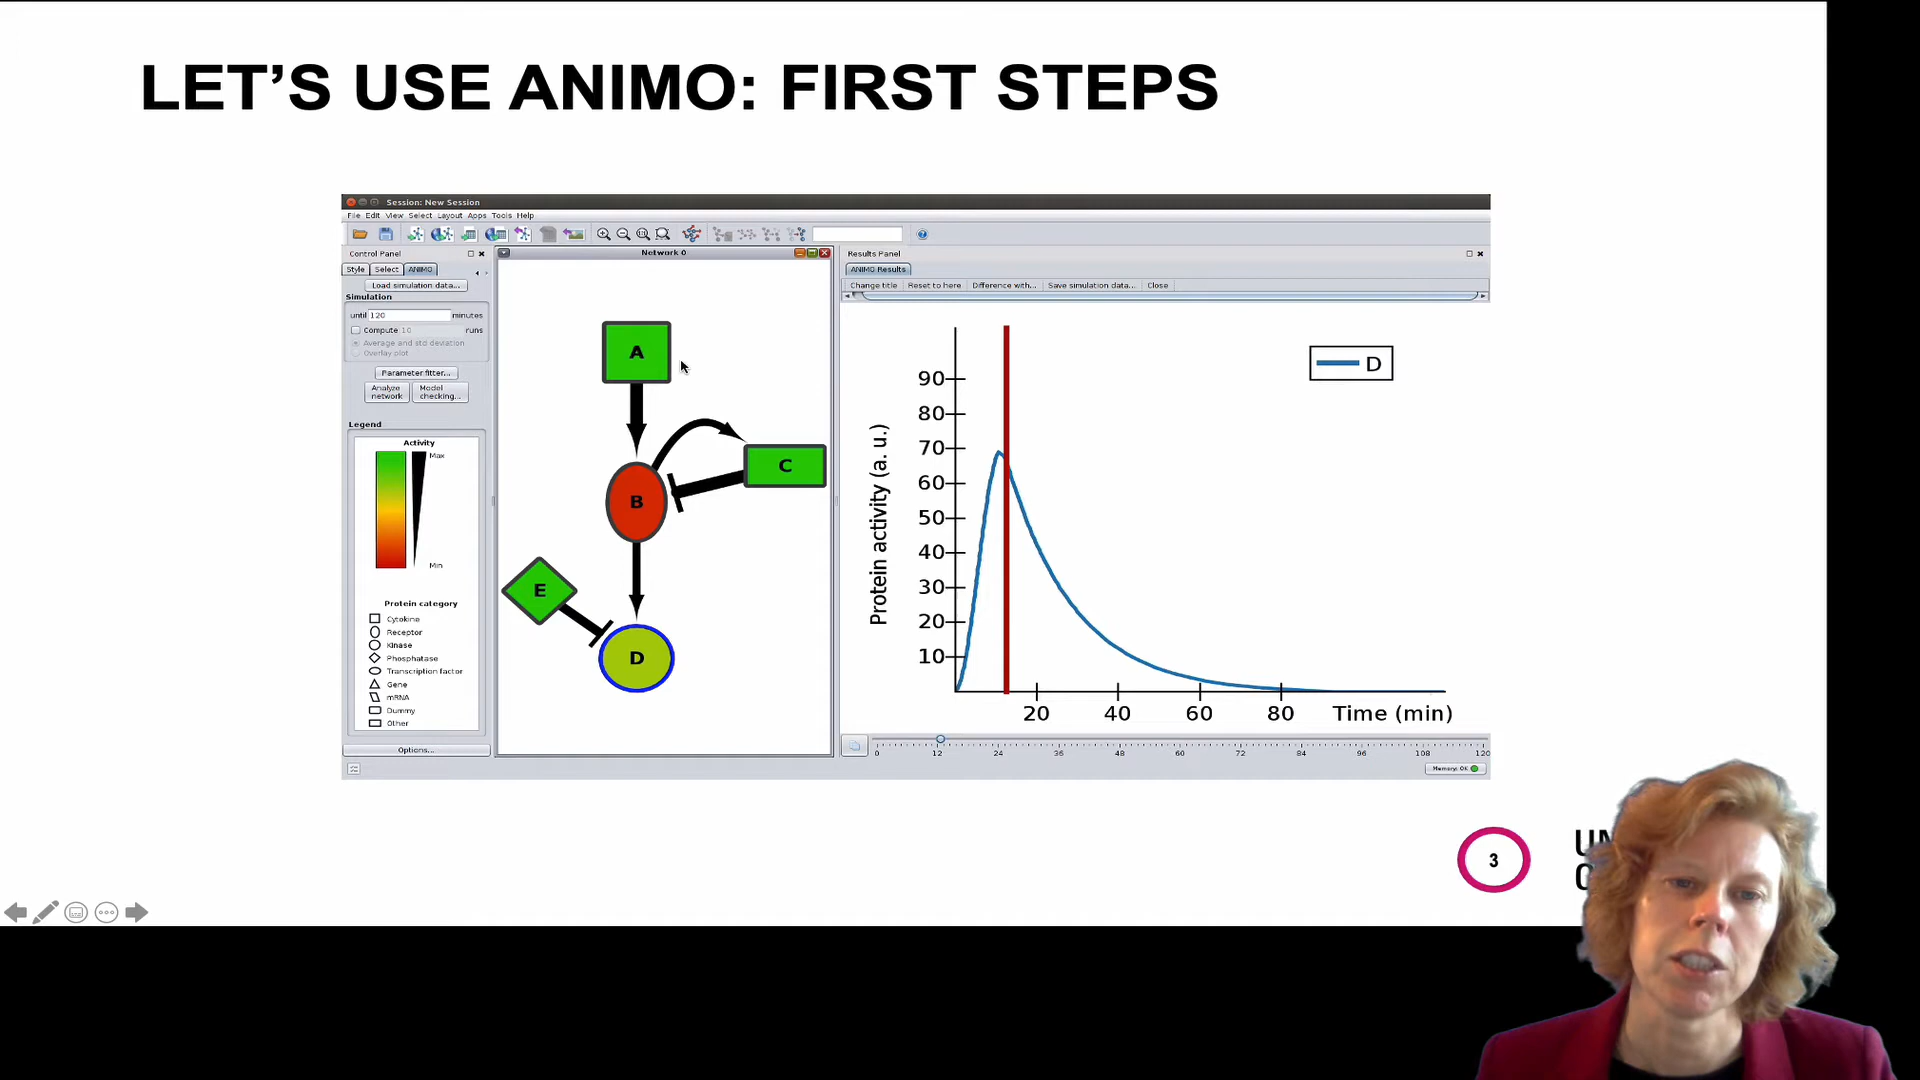 LET'S USE ANIMO: FIRST STEPS
Session: New Session
File Edit View Select Layout Apps Tools Help
Control Panel
Style Select ANIMO
Load simulation data...
Simulation
until 120 minutes
Compute 10 runs
Average and std deviation
Overlay plot
Parameter fitter...
Analyze network
Model checking...
Legend
Activity
Max
Min
Protein category
Cytokine
Receptor
Kinase
Phosphatase
Transcription factor
Gene
mRNA
Dummy
Other
Options...
Network 0
A
B
C
E
D
Results Panel
ANIMO Results
Change title Reset to here Difference with... Save simulation data... Close
D
Protein activity (a. u.)
90
80
70
60
50
40
30
20
10
20 40 60 80 Time (min)
0 12 24 36 48 60 72 84 96 108 120
Memory: OK
3